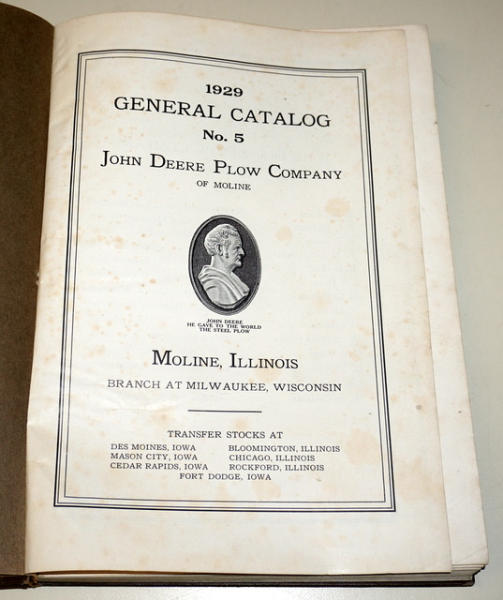 1929
GENERAL CATALOG
No. 5
JOHN DEERE PLOW COMPANY
OF MOLINE
JOHN DEERE
HE GAVE TO THE WORLD
THE STEEL PLOW
MOLINE, ILLINOIS
BRANCH AT MILWAUKEE, WISCONSIN
TRANSFER STOCKS AT
DES MOINES, IOWA BLOOMINGTON, ILLINOIS
MASON CITY, IOWA CHICAGO, ILLINOIS
CEDAR RAPIDS, IOWA ROCKFORD, ILLINOIS
FORT DODGE, IOWA